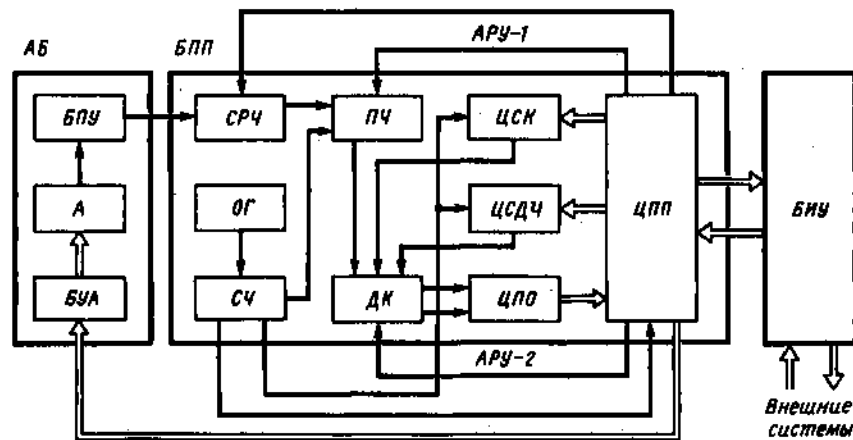 АБ
БПП
АРУ-1
БПУ
СРЧ
ПЧ
ЦСК
А
ОГ
ЦСДЧ
ЦПП
БИУ
БУА
СЧ
ДК
ЦПО
АРУ-2
Внешние
системы